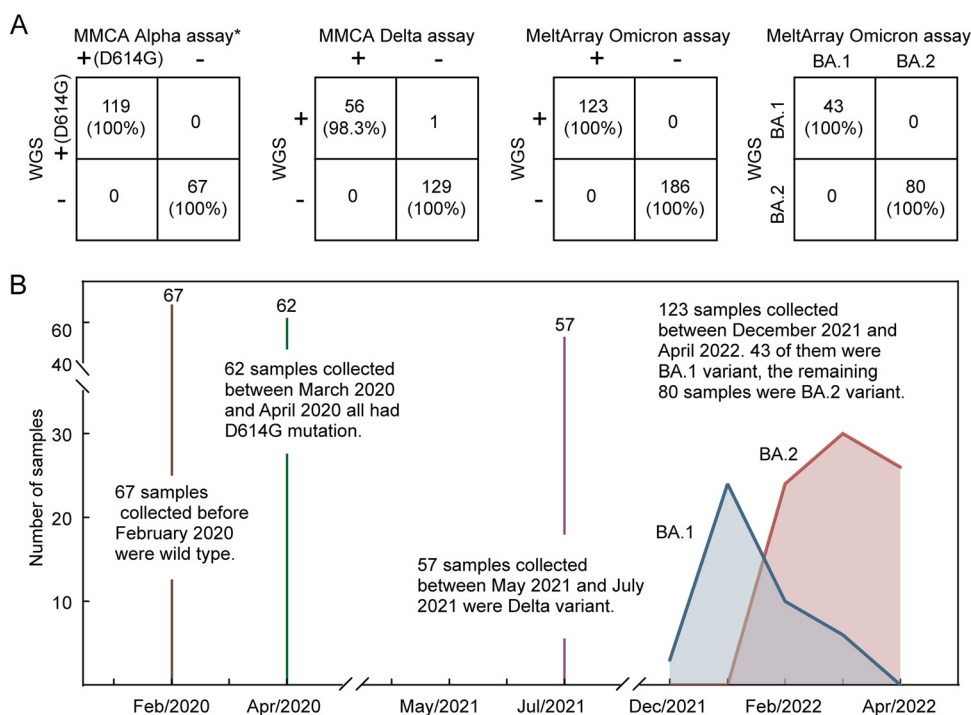 A
MMCA Alpha assay*
+ (D614G) -
WGS
+ (D614G)
-
119
(100%)
0
0
67
(100%)
MMCA Delta assay
+ -
WGS
+
-
56
(98.3%)
1
0
129
(100%)
MeltArray Omicron assay
+ -
WGS
+
-
123
(100%)
0
0
186
(100%)
MeltArray Omicron assay
BA.1 BA.2
WGS
BA.1
BA.2
43
(100%)
0
0
80
(100%)
B
Number of samples
60
40
30
20
10
67
62
57
67 samples
collected before
February 2020
were wild type.
62 samples collected
between March 2020
and April 2020 all had
D614G mutation.
57 samples collected
between May 2021 and July
2021 were Delta variant.
123 samples collected
between December 2021 and
April 2022. 43 of them were
BA.1 variant, the remaining
80 samples were BA.2 variant.
BA.2
BA.1
Feb/2020 Apr/2020 May/2021 Jul/2021 Dec/2021 Feb/2022 Apr/2022